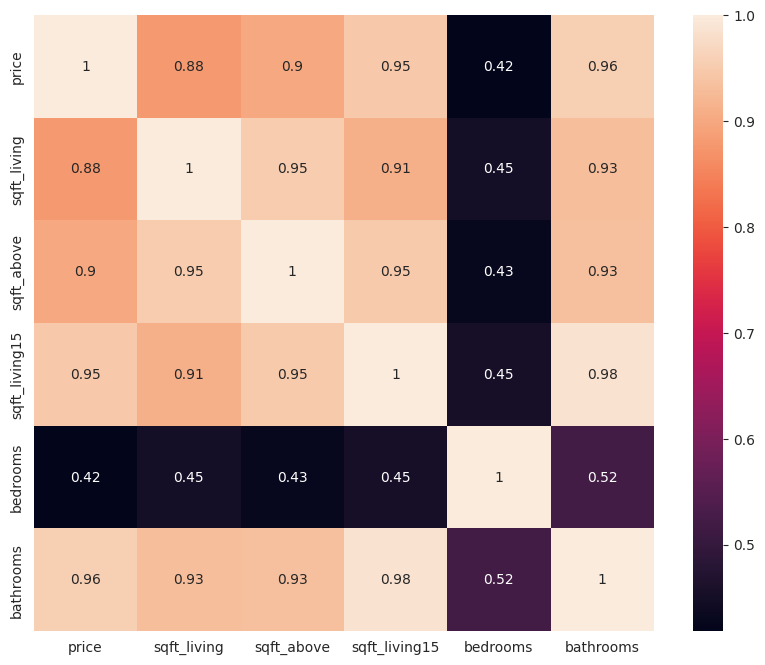 price 1 0.88 0.9 0.95 0.42 0.96
sqft_living 0.88 1 0.95 0.91 0.45 0.93
sqft_above 0.9 0.95 1 0.95 0.43 0.93
sqft_living15 0.95 0.91 0.95 1 0.45 0.98
bedrooms 0.42 0.45 0.43 0.45 1 0.52
bathrooms 0.96 0.93 0.93 0.98 0.52 1
price sqft_living sqft_above sqft_living15 bedrooms bathrooms
1.0
0.9
0.8
0.7
0.6
0.5